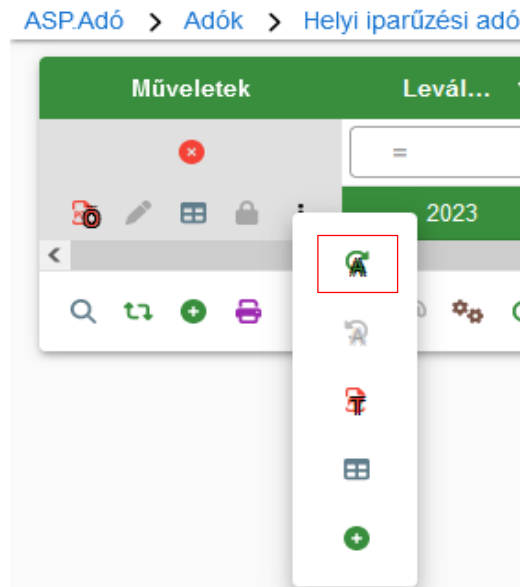 ASP.Adó > Adók > Helyi iparűzési adó
Műveletek Levál...
=
Ö 2023
A
A
T